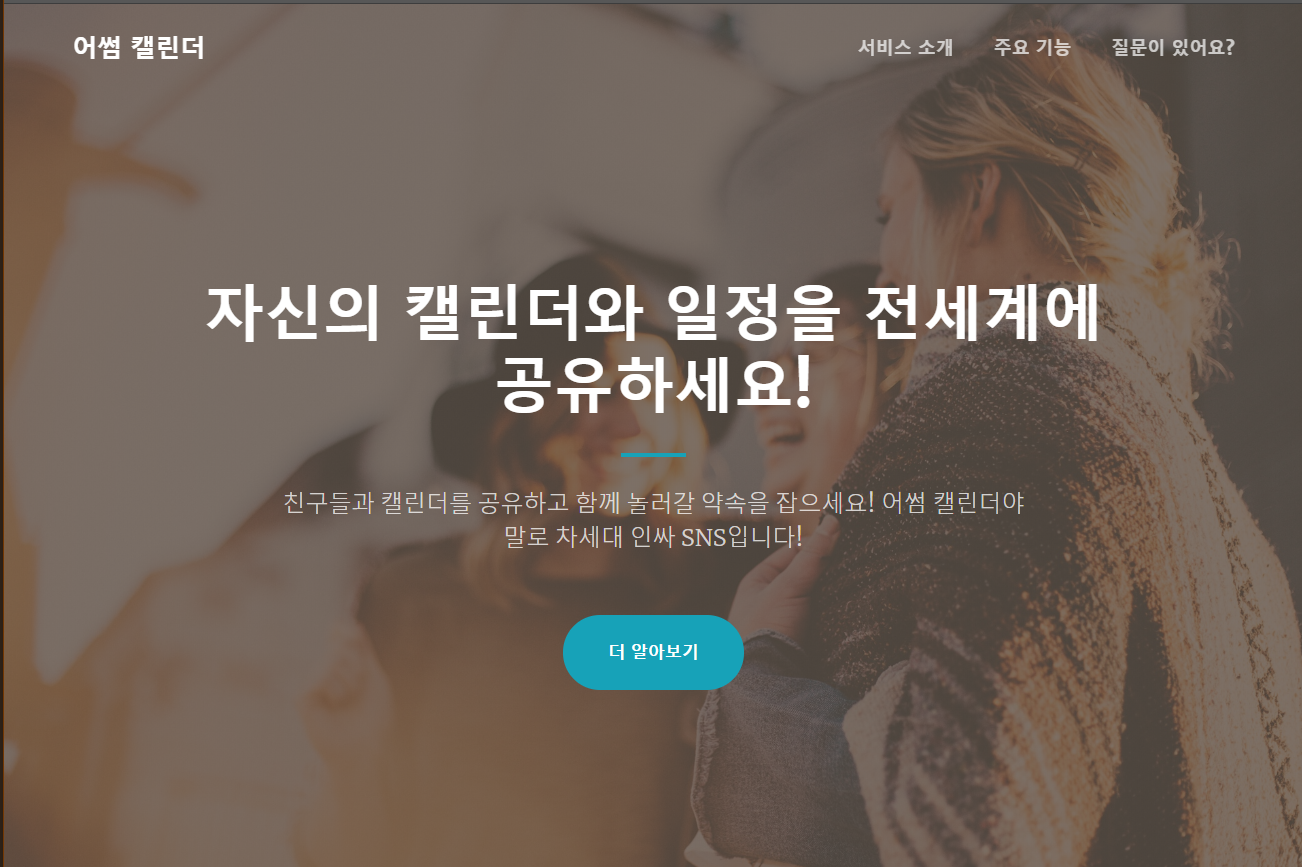 어썸 캘린더
서비스 소개 주요 기능 질문이 있어요?
자신의 캘린더와 일정을 전세계에
공유하세요!
친구들과 캘린더를 공유하고 함께 놀러갈 약속을 잡으세요! 어썸 캘린더야
말로 차세대 인싸 SNS입니다!
더 알아보기